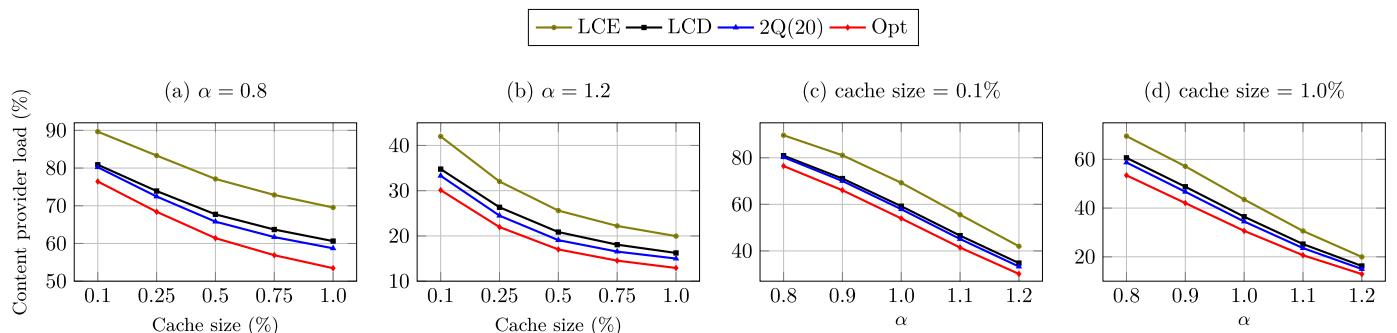 LCE LCD 2Q(20) Opt
(a) α = 0.8
(b) α = 1.2
(c) cache size = 0.1%
(d) cache size = 1.0%
Content provider load (%)
90
80
70
60
50
0.1 0.25 0.5 0.75 1.0
Cache size (%)
40
30
20
10
0.1 0.25 0.5 0.75 1.0
Cache size (%)
80
60
40
0.8 0.9 1.0 1.1 1.2
α
60
40
20
0.8 0.9 1.0 1.1 1.2
α